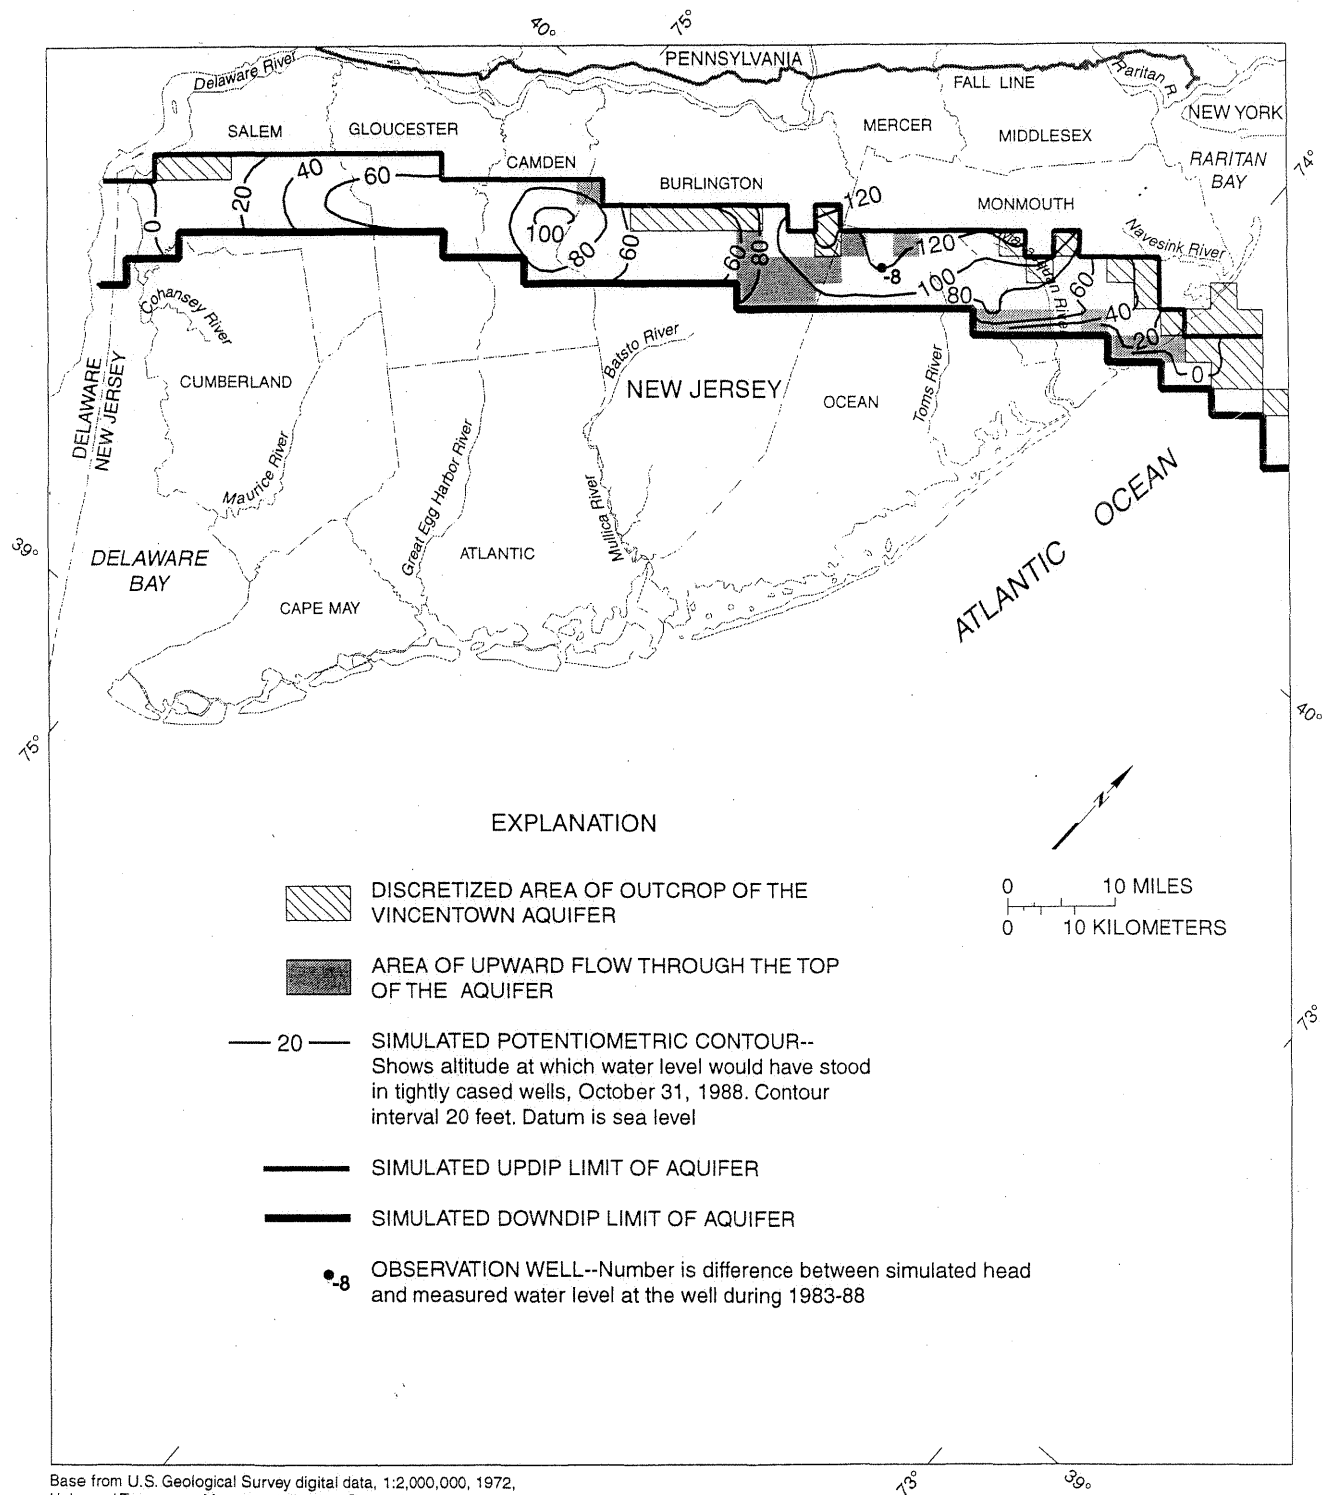 40° 75°
PENNSYLVANIA
Delaware River
FALL LINE
Raritan R.
NEW YORK
SALEM
GLOUCESTER
MERCER
MIDDLESEX
CAMDEN
RARITAN
BAY
74°
BURLINGTON
MONMOUTH
Navesink River
0
20
40
60
100
80
60
60
80
120
-8
120
100
80
60
40
20
0
Cohansey River
Batsto River
DELAWARE
NEW JERSEY
CUMBERLAND
NEW JERSEY
OCEAN
Toms River
Maurice River
Great Egg Harbor River
Mullica River
ATLANTIC OCEAN
39°
DELAWARE
BAY
ATLANTIC
CAPE MAY
75°
40°
N
EXPLANATION
DISCRETIZED AREA OF OUTCROP OF THE
VINCENTOWN AQUIFER
0 10 MILES
0 10 KILOMETERS
AREA OF UPWARD FLOW THROUGH THE TOP
OF THE AQUIFER
73°
20 SIMULATED POTENTIOMETRIC CONTOUR--
Shows altitude at which water level would have stood
in tightly cased wells, October 31, 1988. Contour
interval 20 feet. Datum is sea level
SIMULATED UPDIP LIMIT OF AQUIFER
SIMULATED DOWNDIP LIMIT OF AQUIFER
-8 OBSERVATION WELL--Number is difference between simulated head
and measured water level at the well during 1983-88
73° 39°
Base from U.S. Geological Survey digital data, 1:2,000,000, 1972,